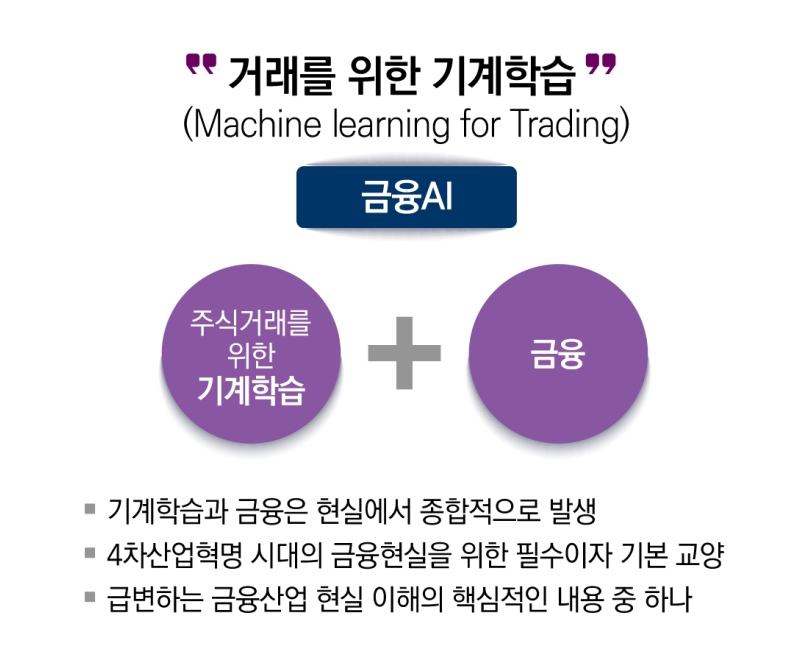 ❝ 거래를 위한 기계학습 ❞
(Machine learning for Trading)
금융AI
주식거래를
위한
기계학습
+
금융
▪ 기계학습과 금융은 현실에서 종합적으로 발생
▪ 4차산업혁명 시대의 금융현실을 위한 필수이자 기본 교양
▪ 급변하는 금융산업 현실 이해의 핵심적인 내용 중 하나